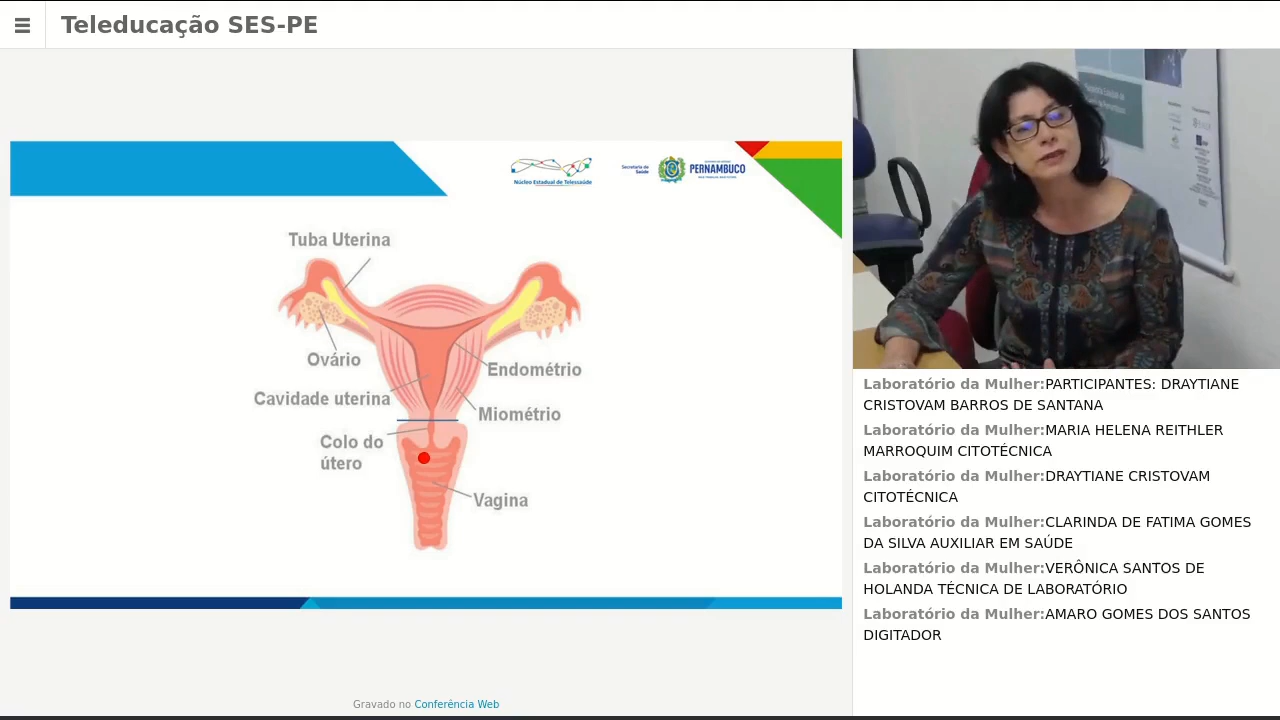 Teleducação SES-PE
Núcleo Estadual de Telessaúde
Secretaria de
Saúde
PERNAMBUCO
Tuba Uterina
Ovário
Endométrio
Cavidade uterina
Miométrio
Colo do
útero
Vagina
Gravado no Conferência Web
Laboratório da Mulher:PARTICIPANTES: DRAYTIANE
CRISTOVAM BARROS DE SANTANA
Laboratório da Mulher:MARIA HELENA REITHLER
MARROQUIM CITOTÉCNICA
Laboratório da Mulher:DRAYTIANE CRISTOVAM
CITOTÉCNICA
Laboratório da Mulher:CLARINDA DE FATIMA GOMES
DA SILVA AUXILIAR EM SAÚDE
Laboratório da Mulher:VERÔNICA SANTOS DE
HOLANDA TÉCNICA DE LABORATÓRIO
Laboratório da Mulher:AMARO GOMES DOS SANTOS
DIGITADOR